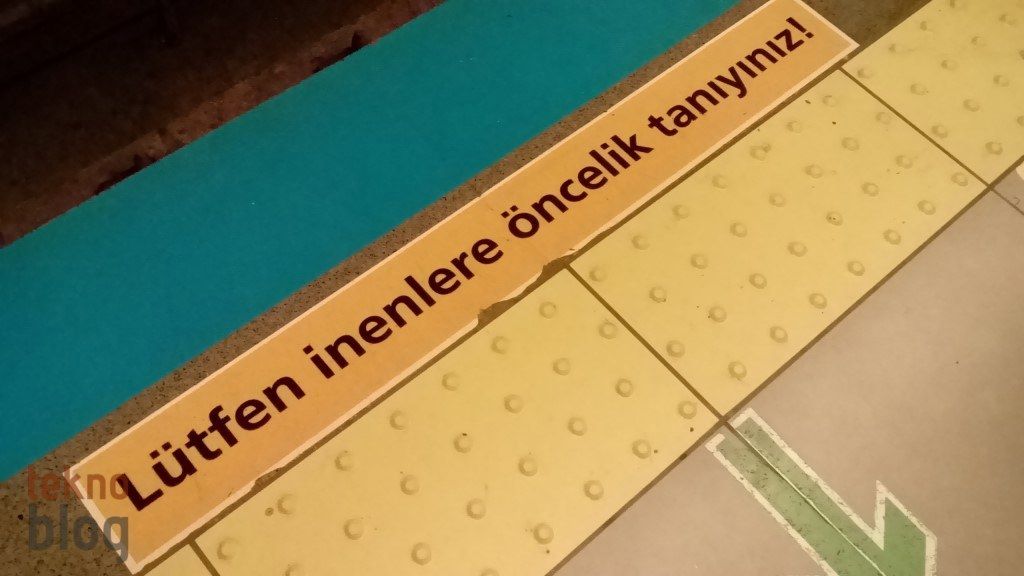 Lütfen inenlere öncelik tanıyınız!
tekno
blog